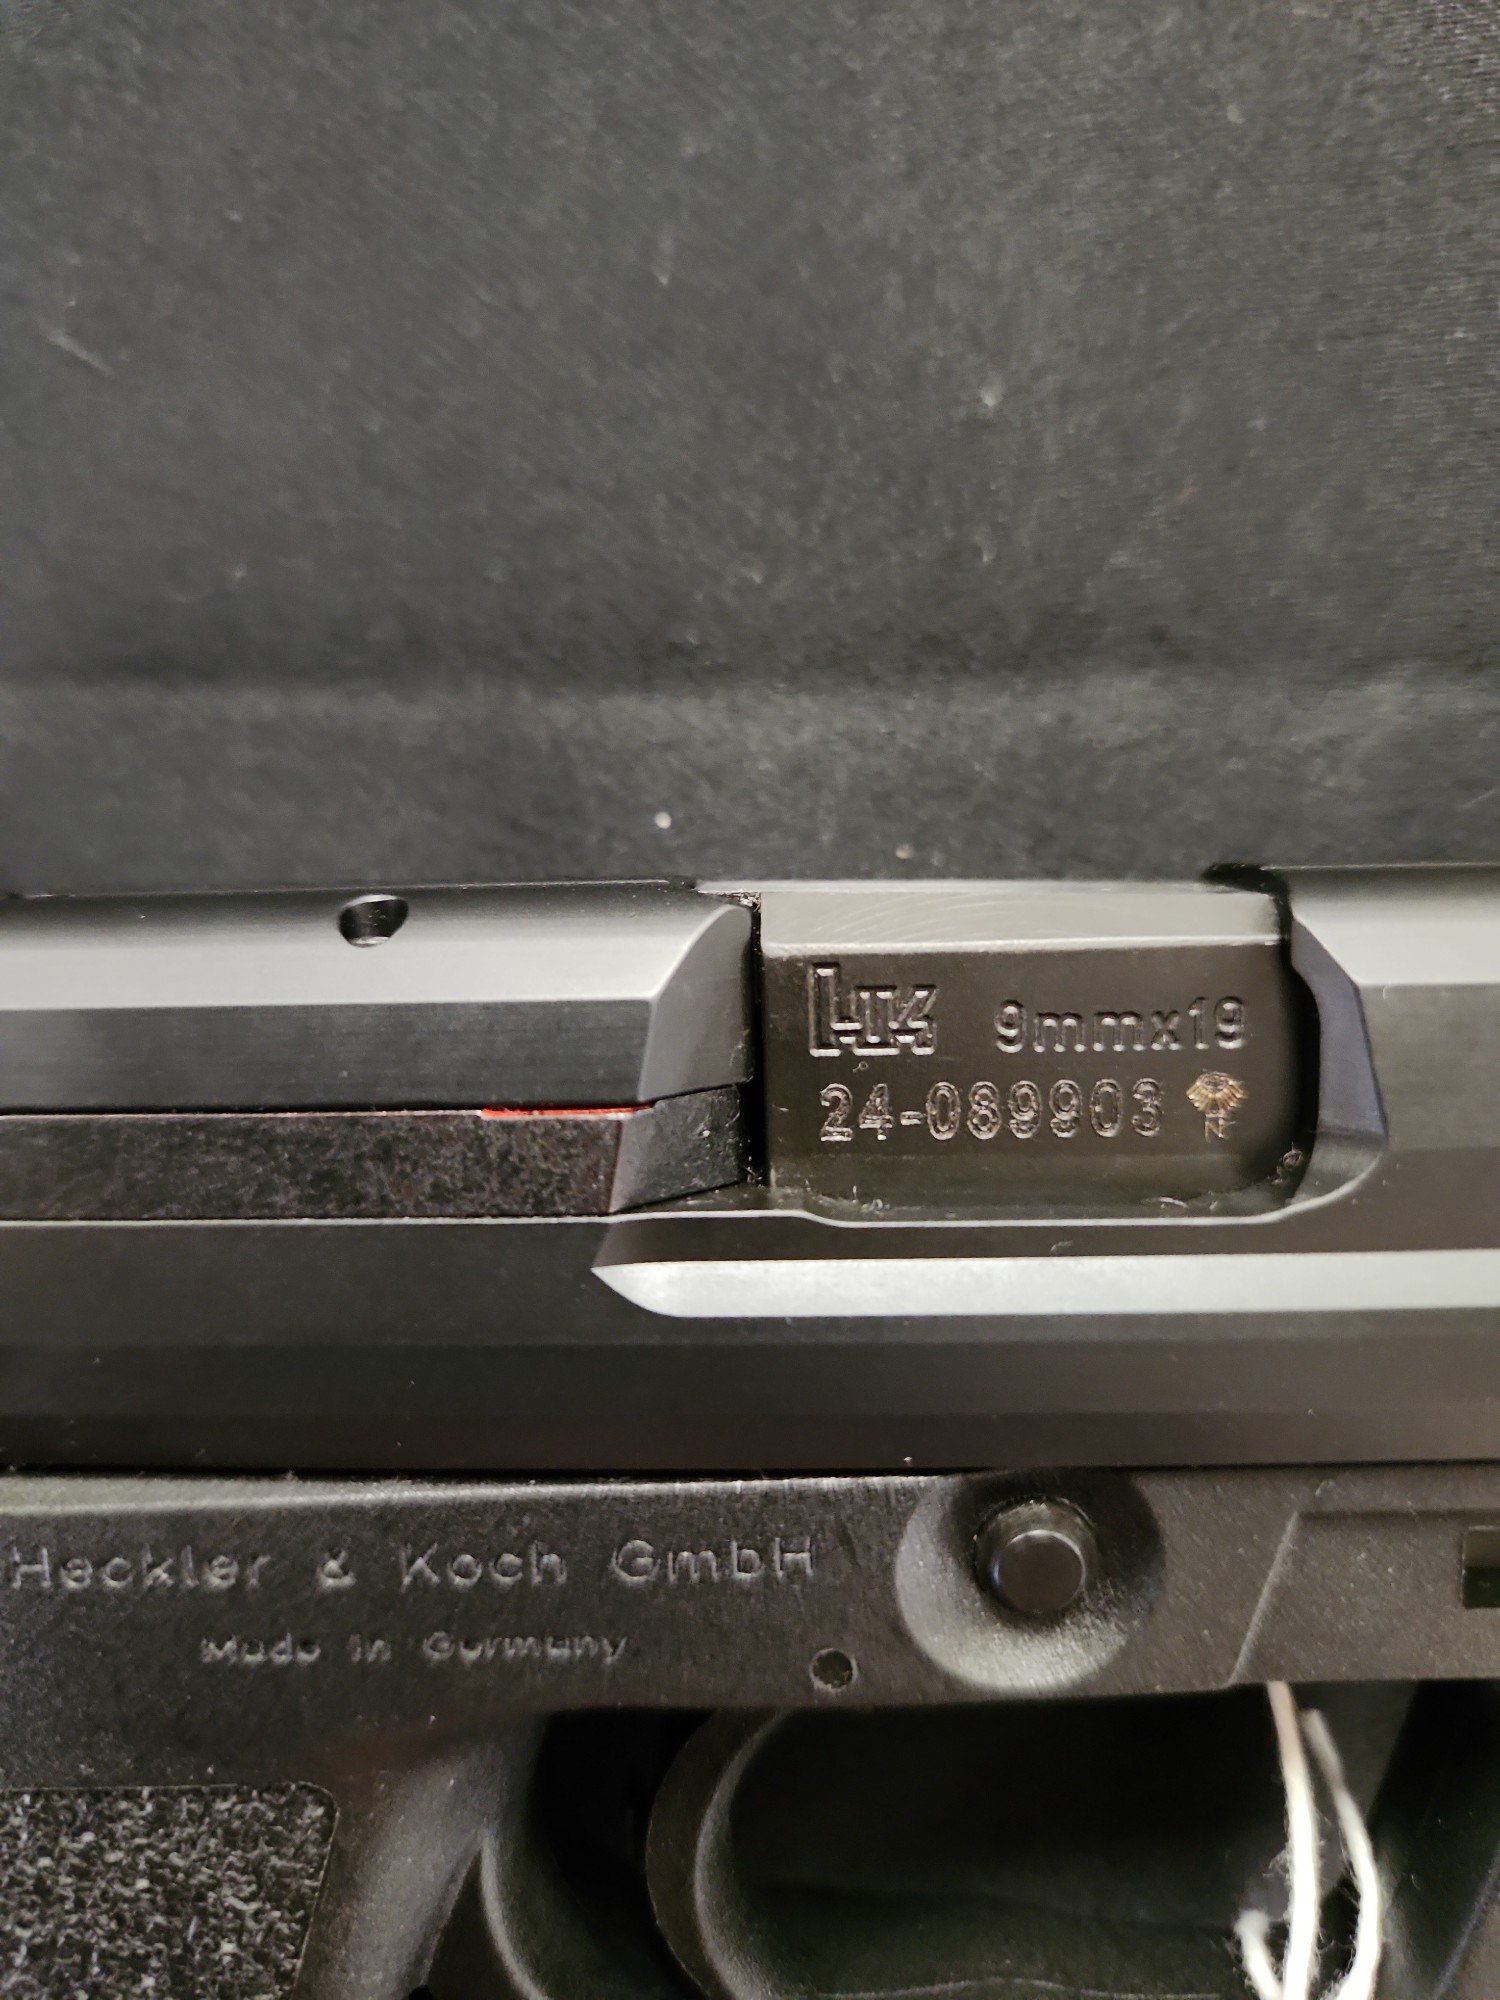 HK 9mmx19
24-089903 N
Heckler & Koch GmbH
Made in Germany